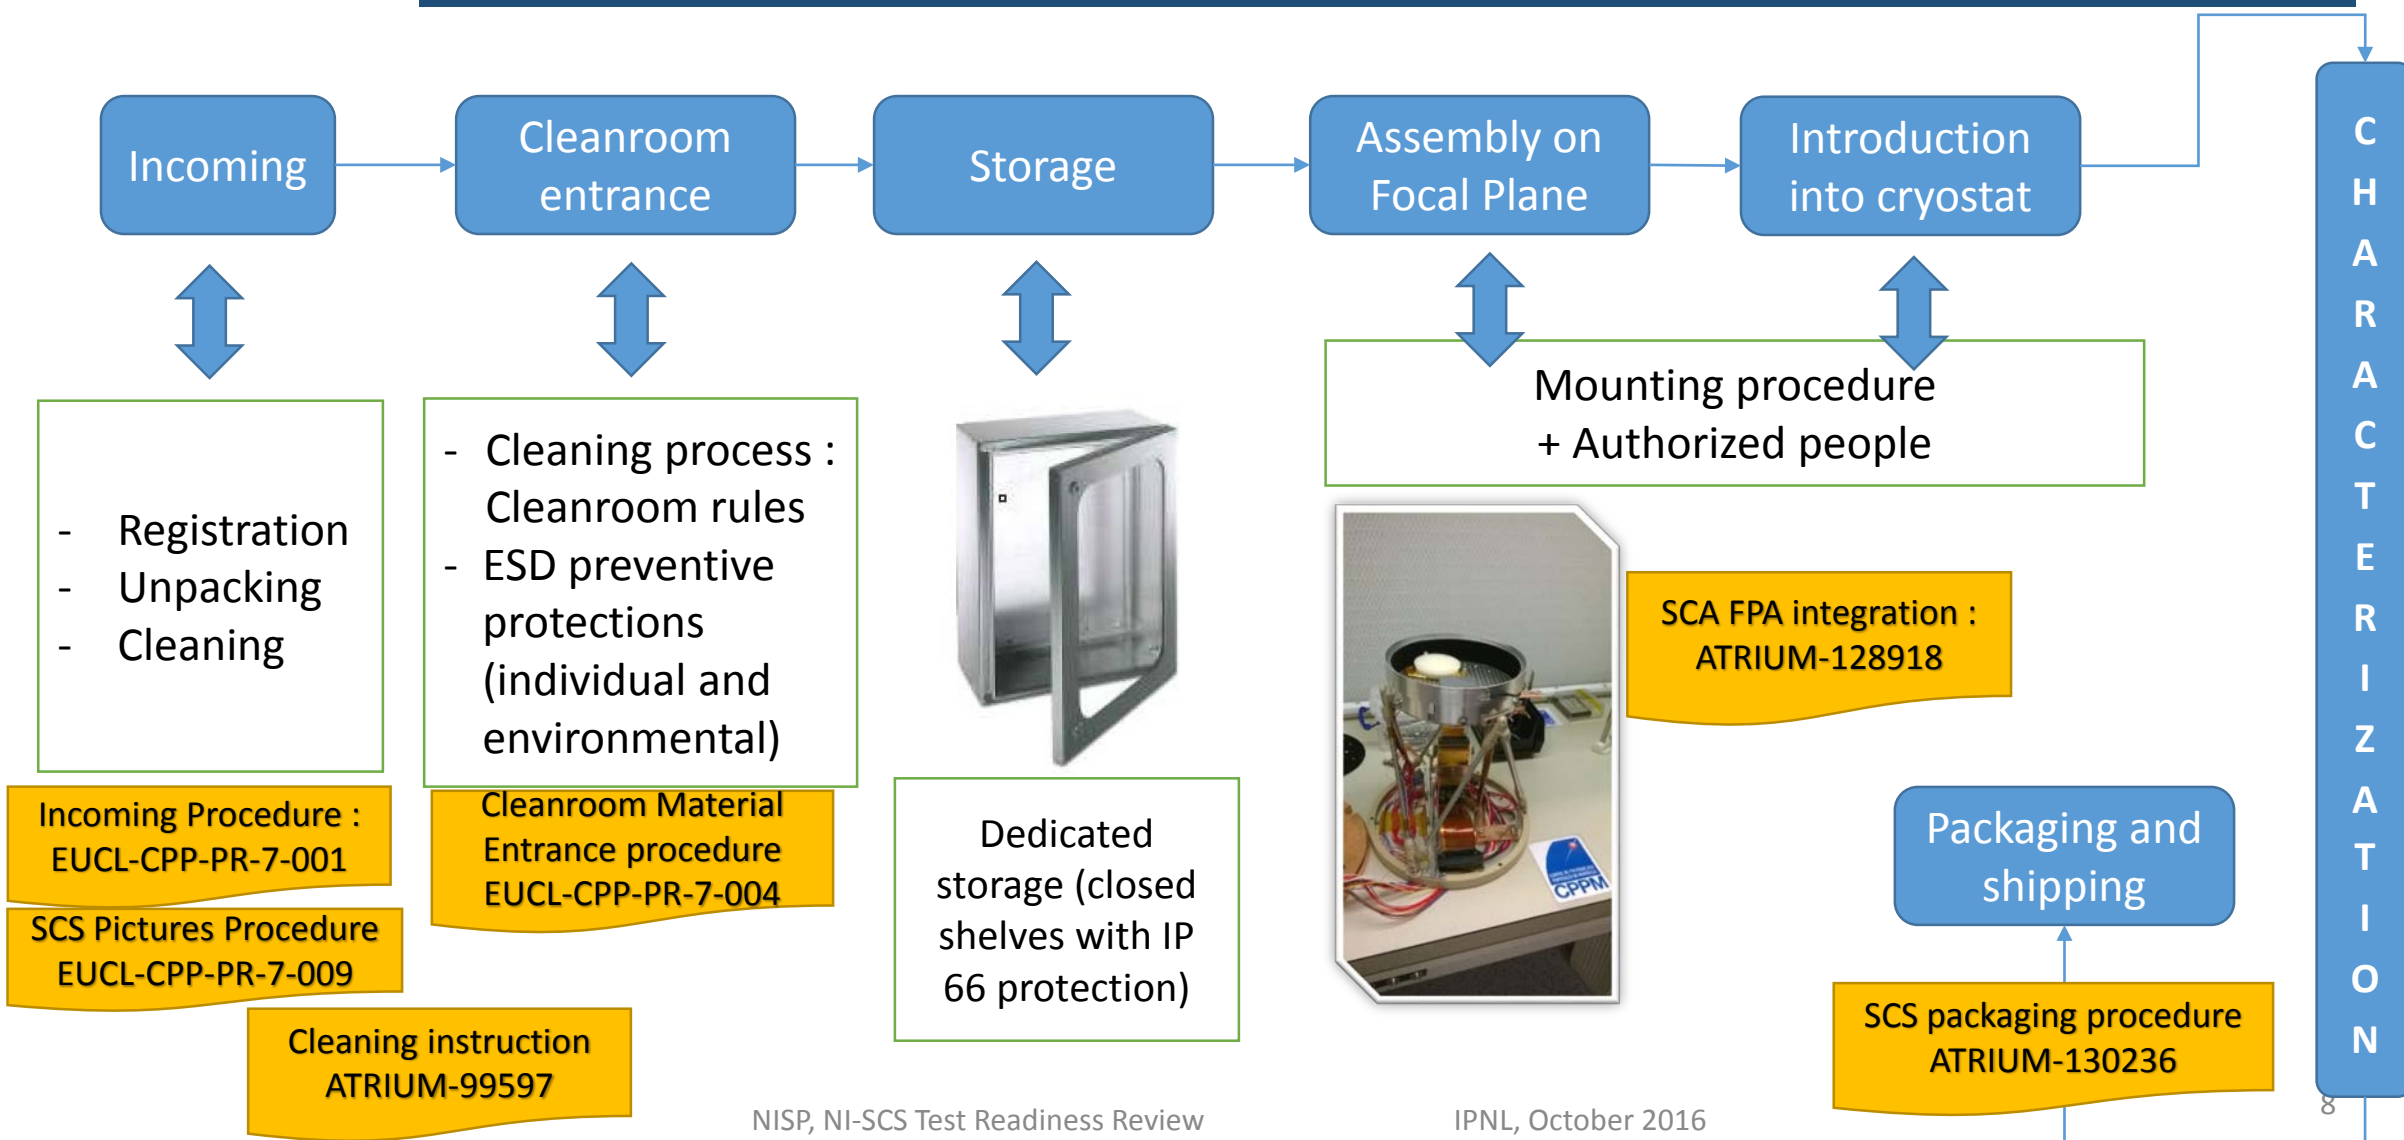 Incoming
Cleanroom
entrance
Storage
Assembly on
Focal Plane
Introduction
into cryostat
C
H
A
R
A
C
T
E
R
I
Z
A
T
I
O
N
- Registration
- Unpacking
- Cleaning
- Cleaning process :
Cleanroom rules
- ESD preventive
protections
(individual and
environmental)
Dedicated
storage (closed
shelves with IP
66 protection)
Mounting procedure
+ Authorized people
SCA FPA integration :
ATRIUM-128918
CPPM
Incoming Procedure :
EUCL-CPP-PR-7-001
SCS Pictures Procedure
EUCL-CPP-PR-7-009
Cleaning instruction
ATRIUM-99597
Cleanroom Material
Entrance procedure
EUCL-CPP-PR-7-004
Packaging and
shipping
SCS packaging procedure
ATRIUM-130236
NISP, NI-SCS Test Readiness Review
IPNL, October 2016
8